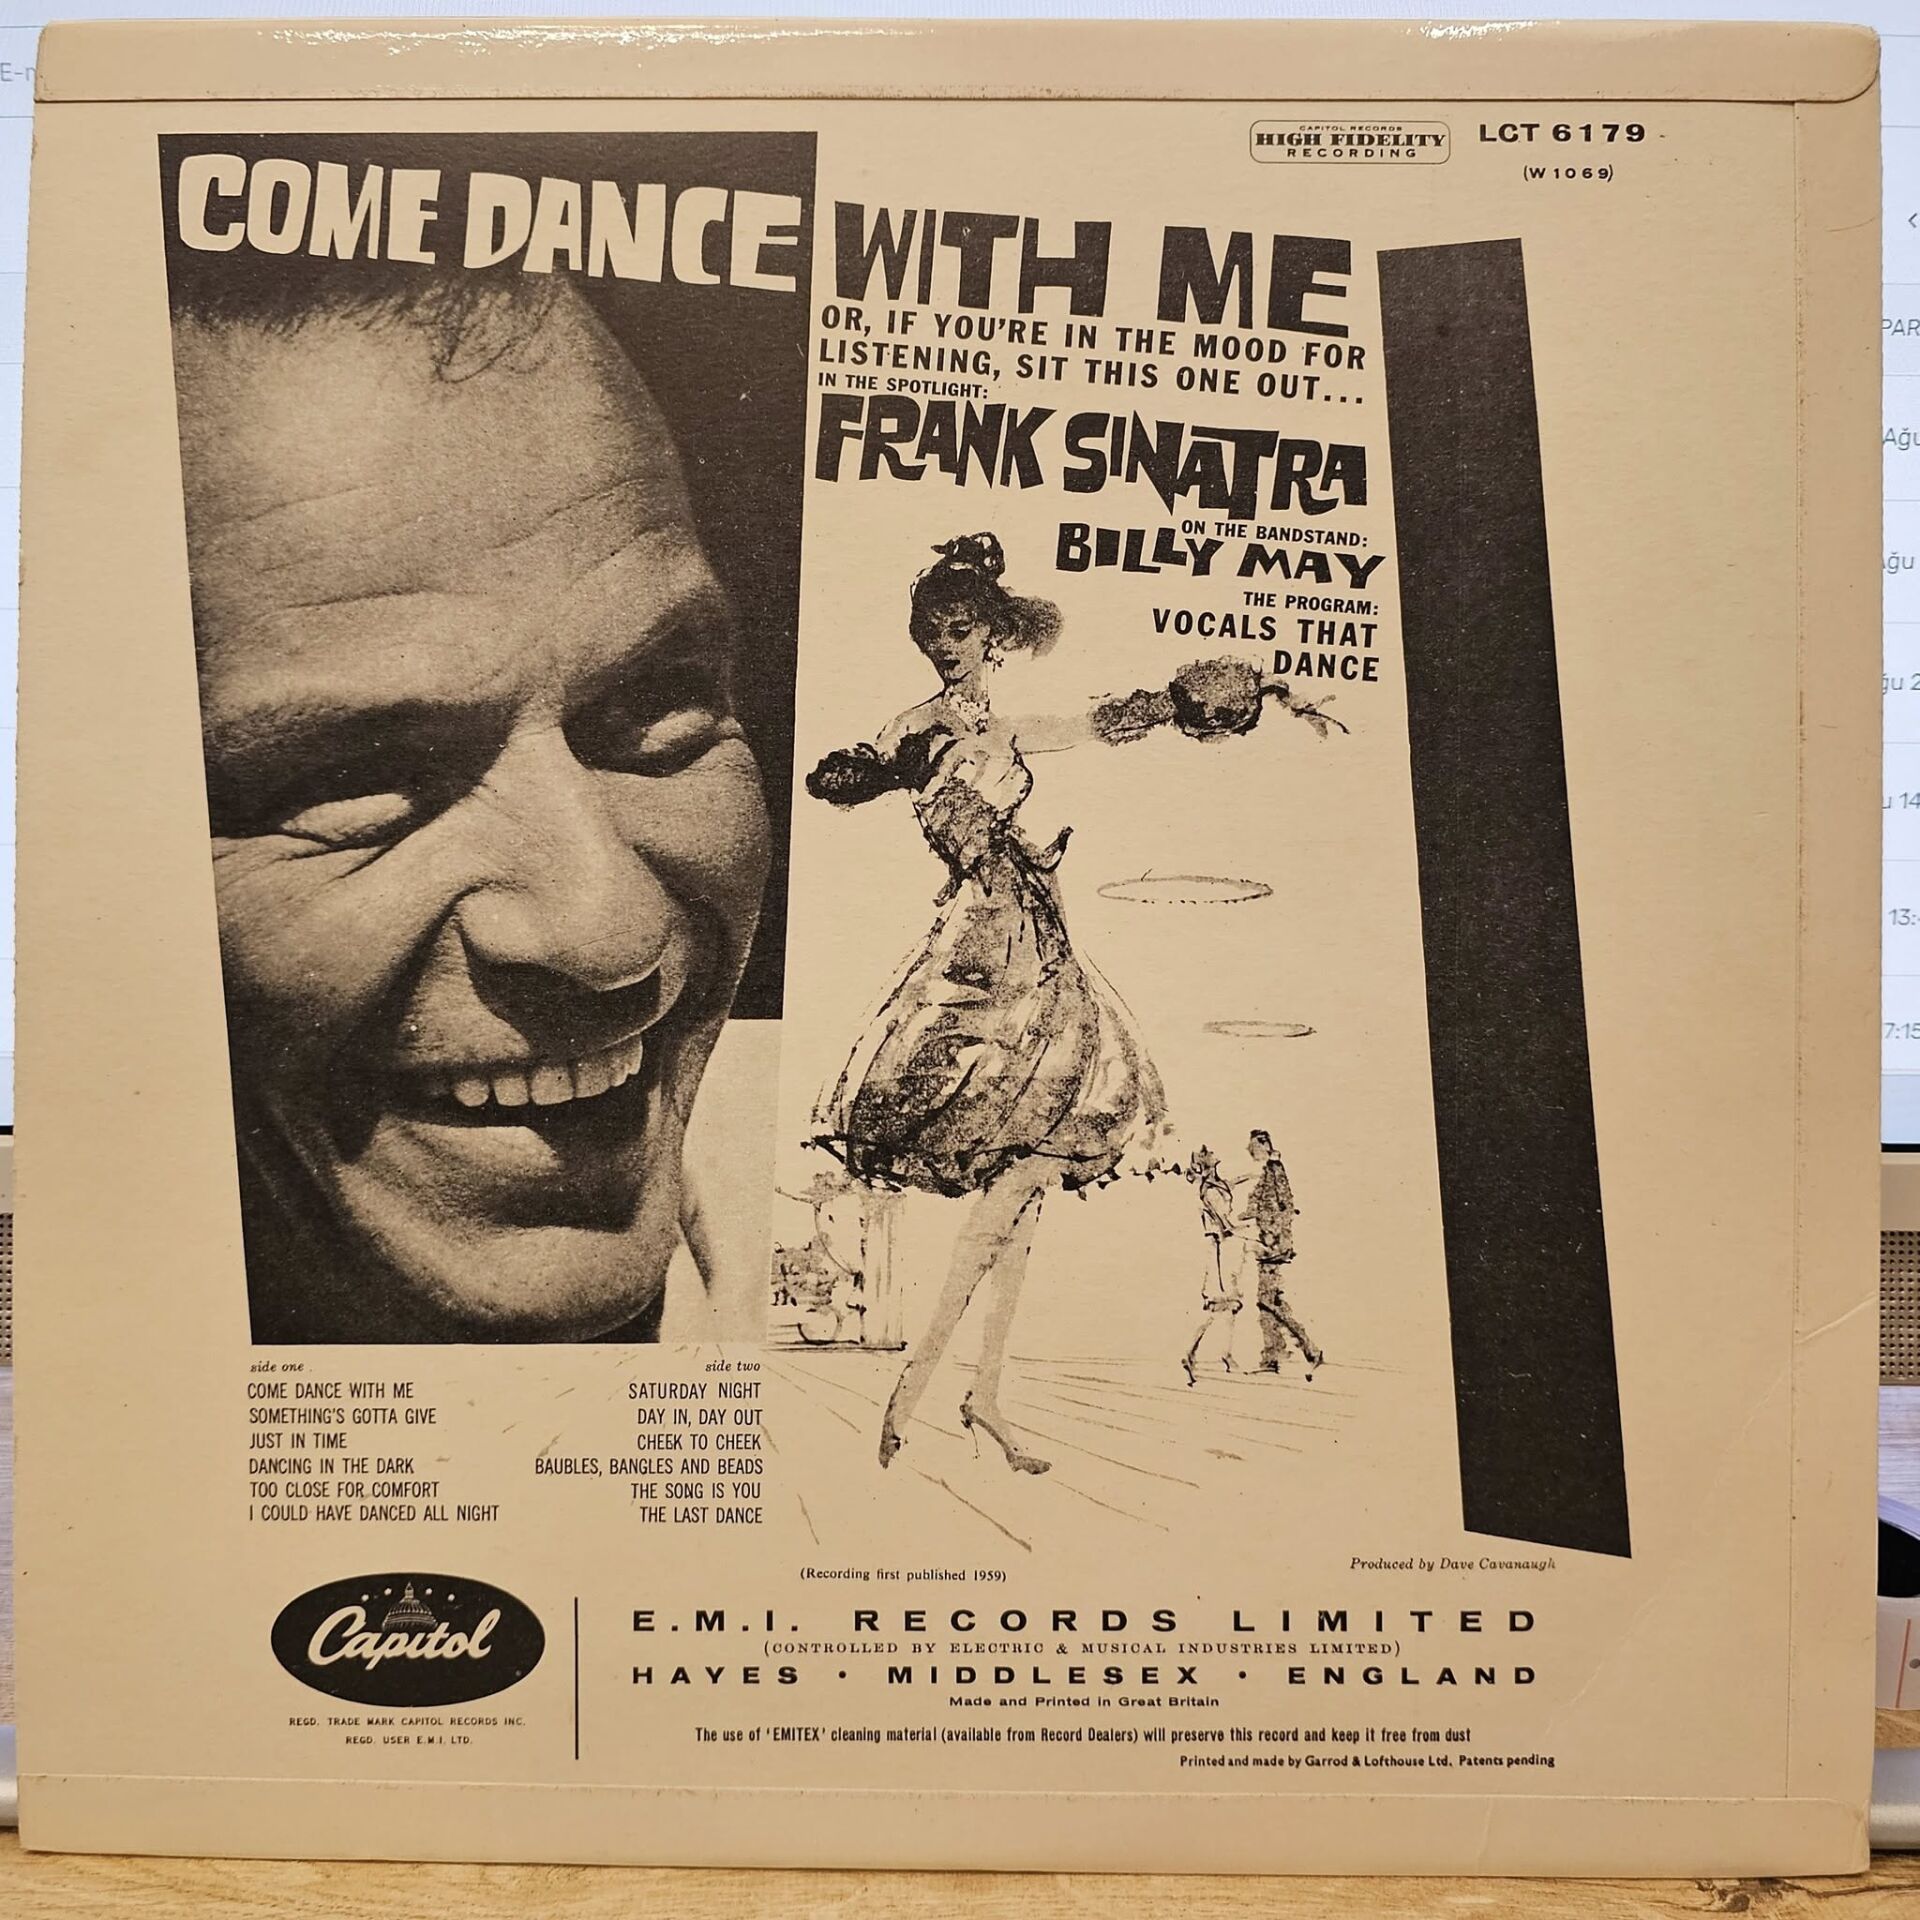 CAPITOL RECORDS
HIGH FIDELITY
RECORDING
LCT 6179
(W 1069)
COME DANCE WITH ME
OR, IF YOU'RE IN THE MOOD FOR
LISTENING, SIT THIS ONE OUT...
IN THE SPOTLIGHT:
FRANK SINATRA
ON THE BANDSTAND:
BILLY MAY
THE PROGRAM:
VOCALS THAT
DANCE
side one
COME DANCE WITH ME
SOMETHING'S GOTTA GIVE
JUST IN TIME
DANCING IN THE DARK
TOO CLOSE FOR COMFORT
I COULD HAVE DANCED ALL NIGHT
side two
SATURDAY NIGHT
DAY IN, DAY OUT
CHEEK TO CHEEK
BAUBLES, BANGLES AND BEADS
THE SONG IS YOU
THE LAST DANCE
(Recording first published 1959)
Produced by Dave Cavanaugh
Capitol
REGD. TRADE MARK CAPITOL RECORDS INC.
REGD. USER E.M.I. LTD.
E.M.I. RECORDS LIMITED
(CONTROLLED BY ELECTRIC & MUSICAL INDUSTRIES LIMITED)
HAYES · MIDDLESEX · ENGLAND
Made and Printed in Great Britain
The use of 'EMITEX' cleaning material (available from Record Dealers) will preserve this record and keep it free from dust
Printed and made by Garrod & Lofthouse Ltd. Patents pending